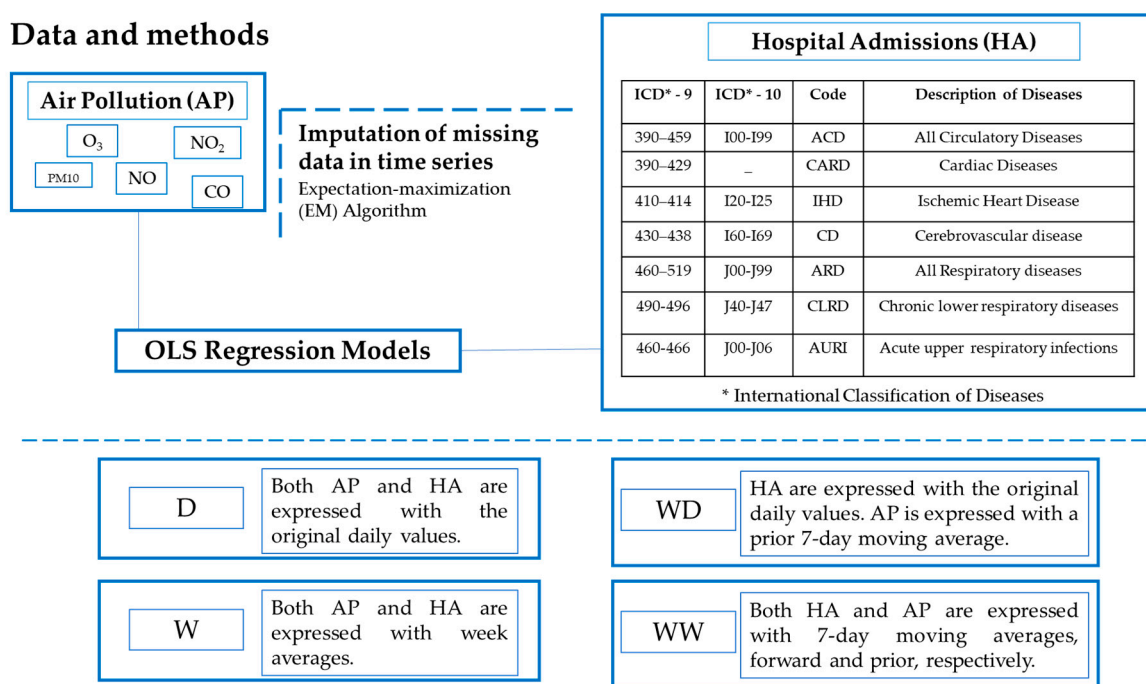 Data and methods
Air Pollution (AP)
O₃
NO₂
PM10
NO
CO
Imputation of missing
data in time series
Expectation-maximization
(EM) Algorithm
OLS Regression Models
Hospital Admissions (HA)
ICD* - 9 ICD* - 10 Code Description of Diseases
390–459 I00-I99 ACD All Circulatory Diseases
390–429 _ CARD Cardiac Diseases
410–414 I20-I25 IHD Ischemic Heart Disease
430–438 I60-I69 CD Cerebrovascular disease
460–519 J00-J99 ARD All Respiratory diseases
490-496 J40-J47 CLRD Chronic lower respiratory diseases
460-466 J00-J06 AURI Acute upper respiratory infections
* International Classification of Diseases
D
Both AP and HA are
expressed with the
original daily values.
WD
HA are expressed with the original
daily values. AP is expressed with a
prior 7-day moving average.
W
Both AP and HA are
expressed with week
averages.
WW
Both HA and AP are expressed
with 7-day moving averages,
forward and prior, respectively.